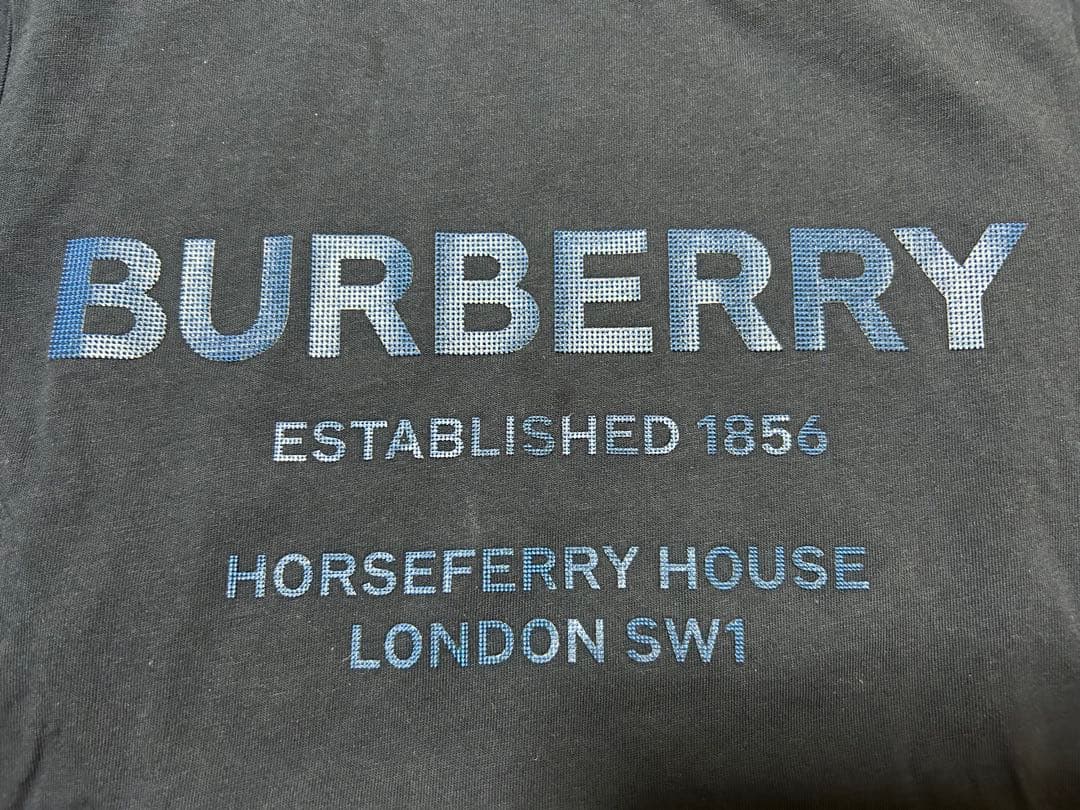 BURBERRY
ESTABLISHED 1856
HORSEFERRY HOUSE
LONDON SW1